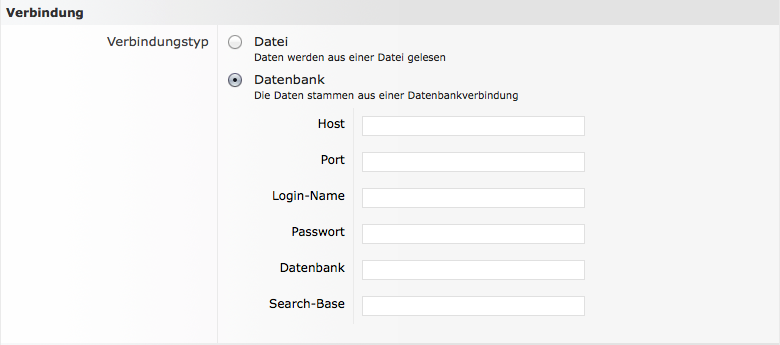 Verbindung
Verbindungstyp
Datei
Daten werden aus einer Datei gelesen
Datenbank
Die Daten stammen aus einer Datenbankverbindung
Host
Port
Login-Name
Passwort
Datenbank
Search-Base